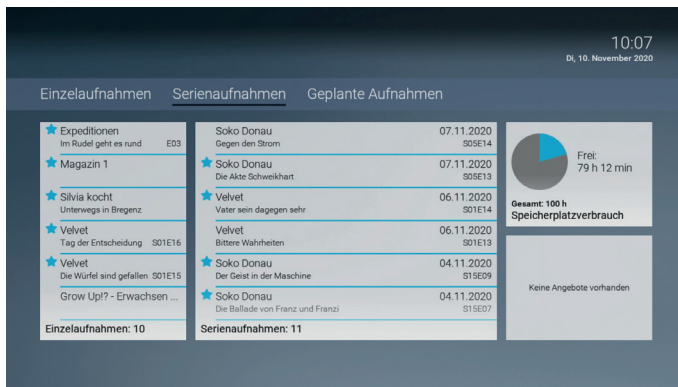 10:07
Di, 10. November 2020
Einzelaufnahmen Serienaufnahmen Geplante Aufnahmen
Expeditionen
Im Rudel geht es rund E03
Magazin 1
Silvia kocht
Unterwegs in Bregenz
Velvet
Tag der Entscheidung S01E16
Velvet
Die Würfel sind gefallen S01E15
Grow Up!? - Erwachsen ...
Einzelaufnahmen: 10
Soko Donau 07.11.2020
Gegen den Strom S05E14
Soko Donau 07.11.2020
Die Akte Schweikhart S05E13
Velvet 06.11.2020
Vater sein dagegen sehr S01E14
Velvet 06.11.2020
Bittere Wahrheiten S01E13
Soko Donau 04.11.2020
Der Geist in der Maschine S15E09
Soko Donau 04.11.2020
Die Ballade von Franz und Franzi S15E07
Serienaufnahmen: 11
Frei:
79 h 12 min
Gesamt: 100 h
Speicherplatzverbrauch
Keine Angebote vorhanden